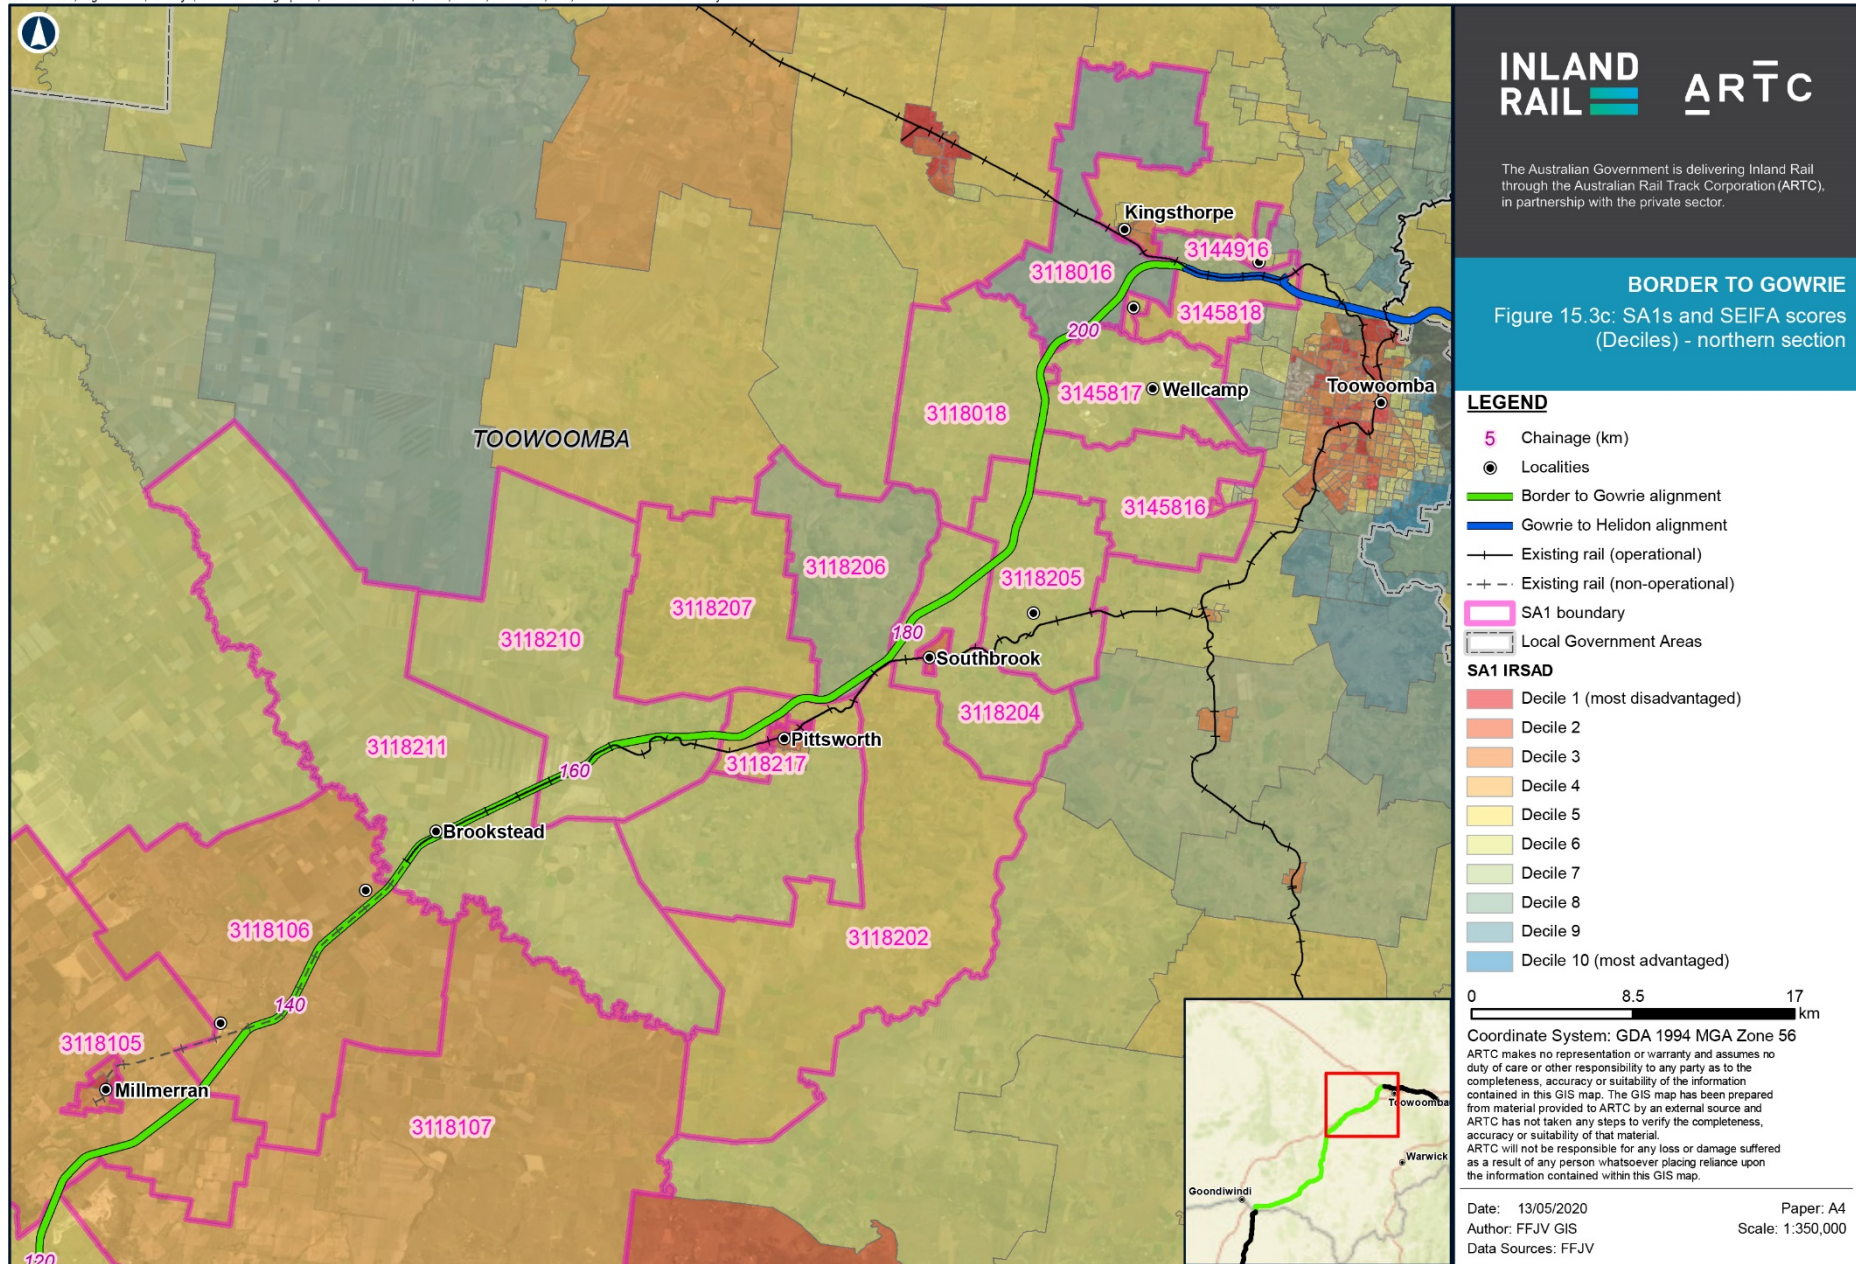 INLAND
RAIL
ARTC
The Australian Government is delivering Inland Rail
through the Australian Rail Track Corporation (ARTC),
in partnership with the private sector.
BORDER TO GOWRIE
Figure 15.3c: SA1s and SEIFA scores
(Deciles) - northern section
LEGEND
5 Chainage (km)
Localities
Border to Gowrie alignment
Gowrie to Helidon alignment
Existing rail (operational)
Existing rail (non-operational)
SA1 boundary
Local Government Areas
SA1 IRSAD
Decile 1 (most disadvantaged)
Decile 2
Decile 3
Decile 4
Decile 5
Decile 6
Decile 7
Decile 8
Decile 9
Decile 10 (most advantaged)
0 8.5 17
km
Coordinate System: GDA 1994 MGA Zone 56
ARTC makes no representation or warranty and assumes no
duty of care or other responsibility to any party as to the
completeness, accuracy or suitability of the information
contained in this GIS map. The GIS map has been prepared
from material provided to ARTC by an external source and
ARTC has not taken any steps to verify the completeness,
accuracy or suitability of that material.
ARTC will not be responsible for any loss or damage suffered
as a result of any person whatsoever placing reliance upon
the information contained within this GIS map.
Date: 13/05/2020 Paper: A4
Author: FFJV GIS Scale: 1:350,000
Data Sources: FFJV
Kingsthorpe
3144916
3118016
3145818
200
Toowoomba
3145817
Wellcamp
3118018
TOOWOOMBA
3145816
3118206
3118205
3118207
180
3118210
Southbrook
3118204
Pittsworth
3118211
3118217
160
Brookstead
3118106
3118202
140
3118105
Millmerran
3118107
120
Toowoomba
Warwick
Goondiwindi